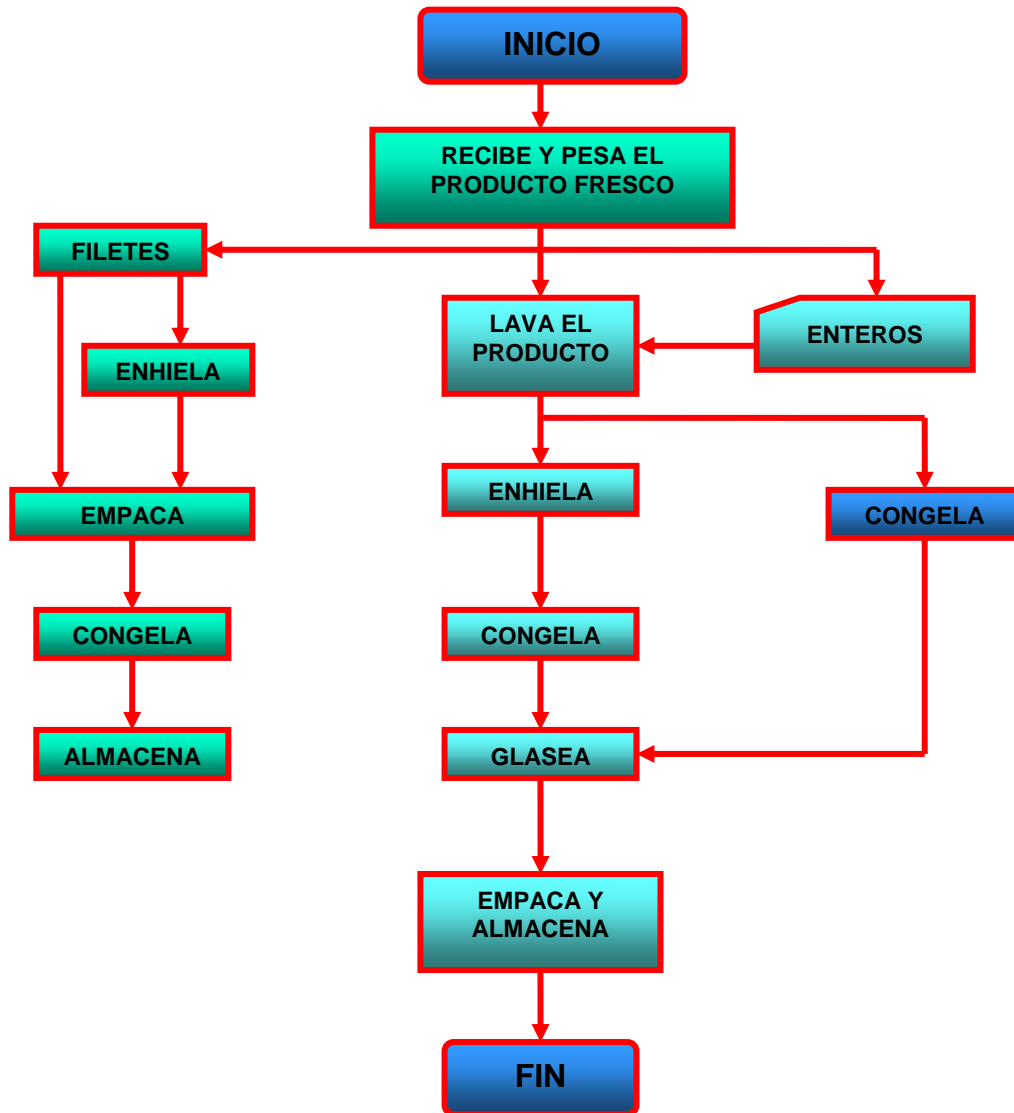 INICIO
RECIBE Y PESA EL
PRODUCTO FRESCO
FILETES
LAVA EL
PRODUCTO
ENTEROS
ENHIELA
ENHIELA
CONGELA
EMPACA
CONGELA
CONGELA
ALMACENA
GLASEA
EMPACA Y
ALMACENA
FIN